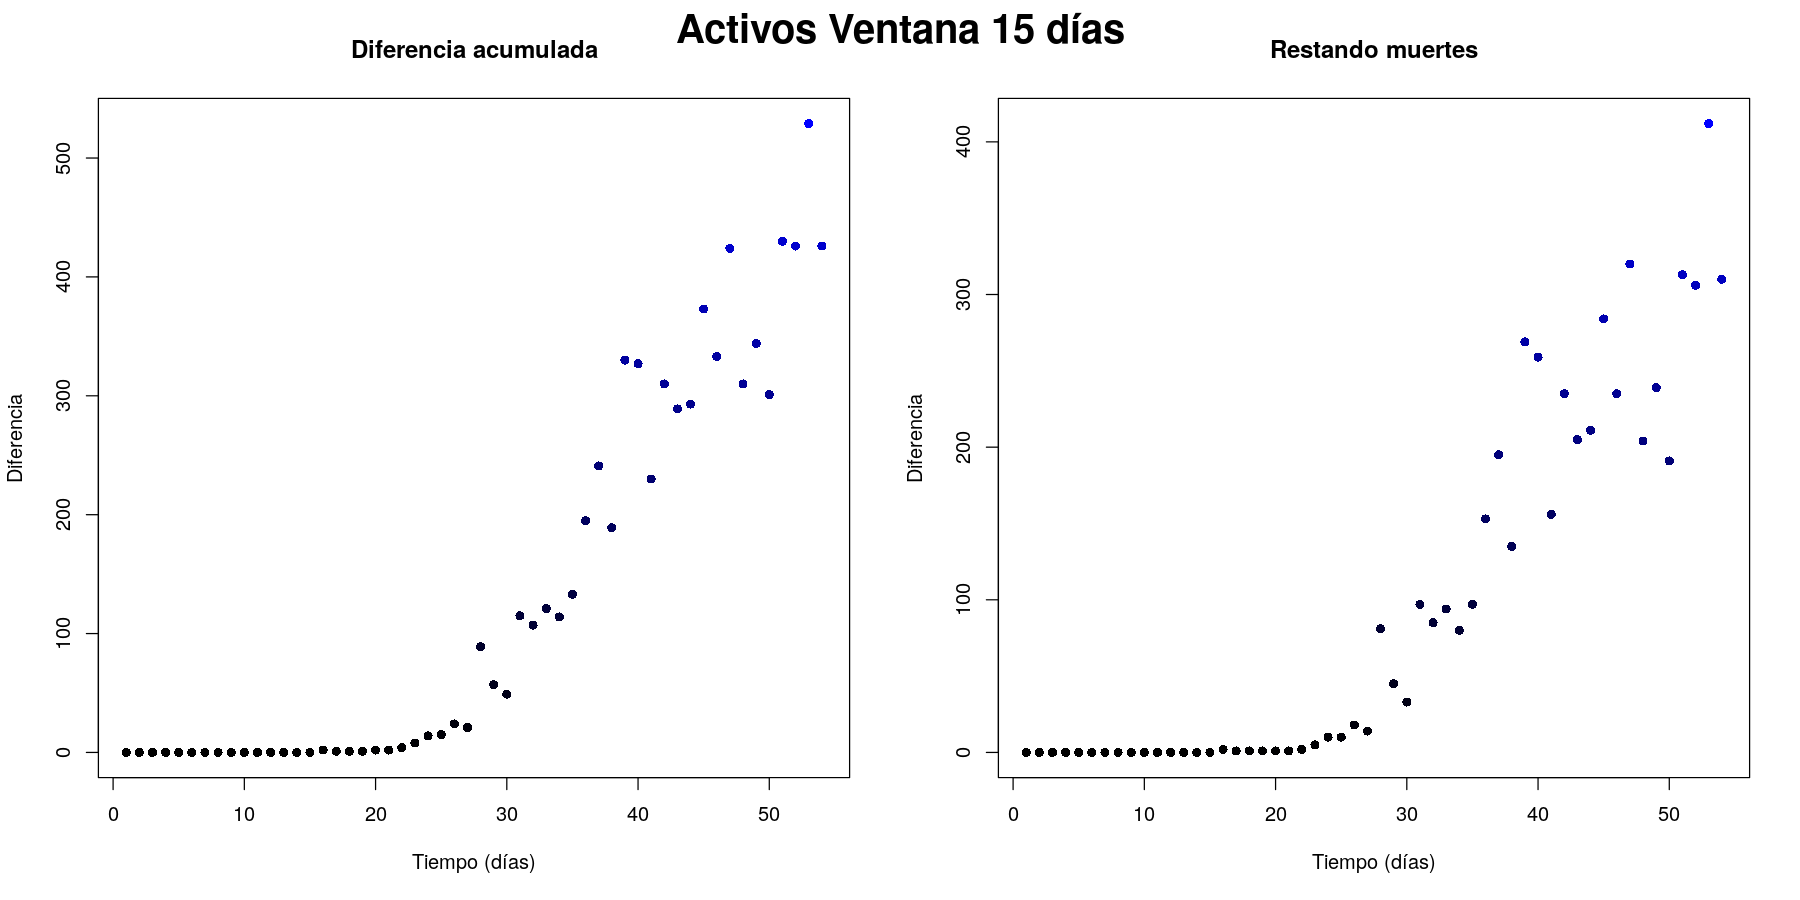 Activos Ventana 15 días
Diferencia acumulada
Diferencia
500
400
300
200
100
0
0 10 20 30 40 50
Tiempo (días)
Restando muertes
Diferencia
400
300
200
100
0
0 10 20 30 40 50
Tiempo (días)